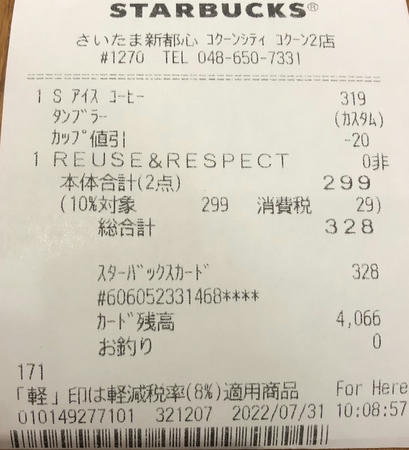 STARBUCKS®
さいたま新都心 コクーンシティ コクーン2店
#1270 TEL 048-650-7331
1 S アイス コーヒー 319
タンブラー (カスタム)
カップ値引 -20
1 REUSE&RESPECT 0非
本体合計(2点) 299
(10%対象 299 消費税 29)
総合計 328
スターバックスカード 328
#606052331468****
カード残高 4,066
お釣り 0
171
「軽」印は軽減税率(8%)適用商品 For Here
010149277101 321207 2022/07/31 10:08:57